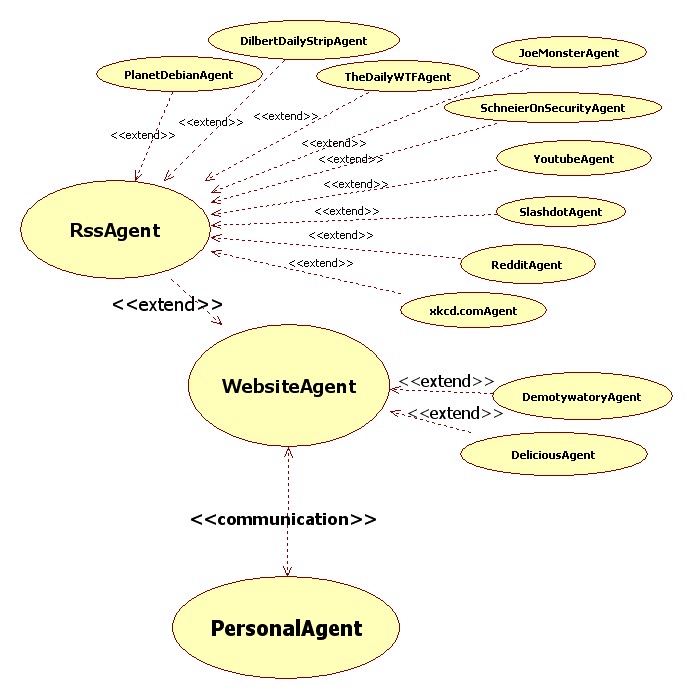 DilbertDailyStripAgent
JoeMonsterAgent
PlanetDebianAgent
TheDailyWTFAgent
SchneierOnSecurityAgent
<<extend>>
<<extend>>
<<extend>>
<<extend>>
<<extend>>
YoutubeAgent
<<extend>>
<<extend>>
SlashdotAgent
RssAgent
<<extend>>
<<extend>>
RedditAgent
<<extend>>
xkcd.comAgent
WebsiteAgent
<<extend>>
DemotywatoryAgent
<<extend>>
DeliciousAgent
<<communication>>
PersonalAgent